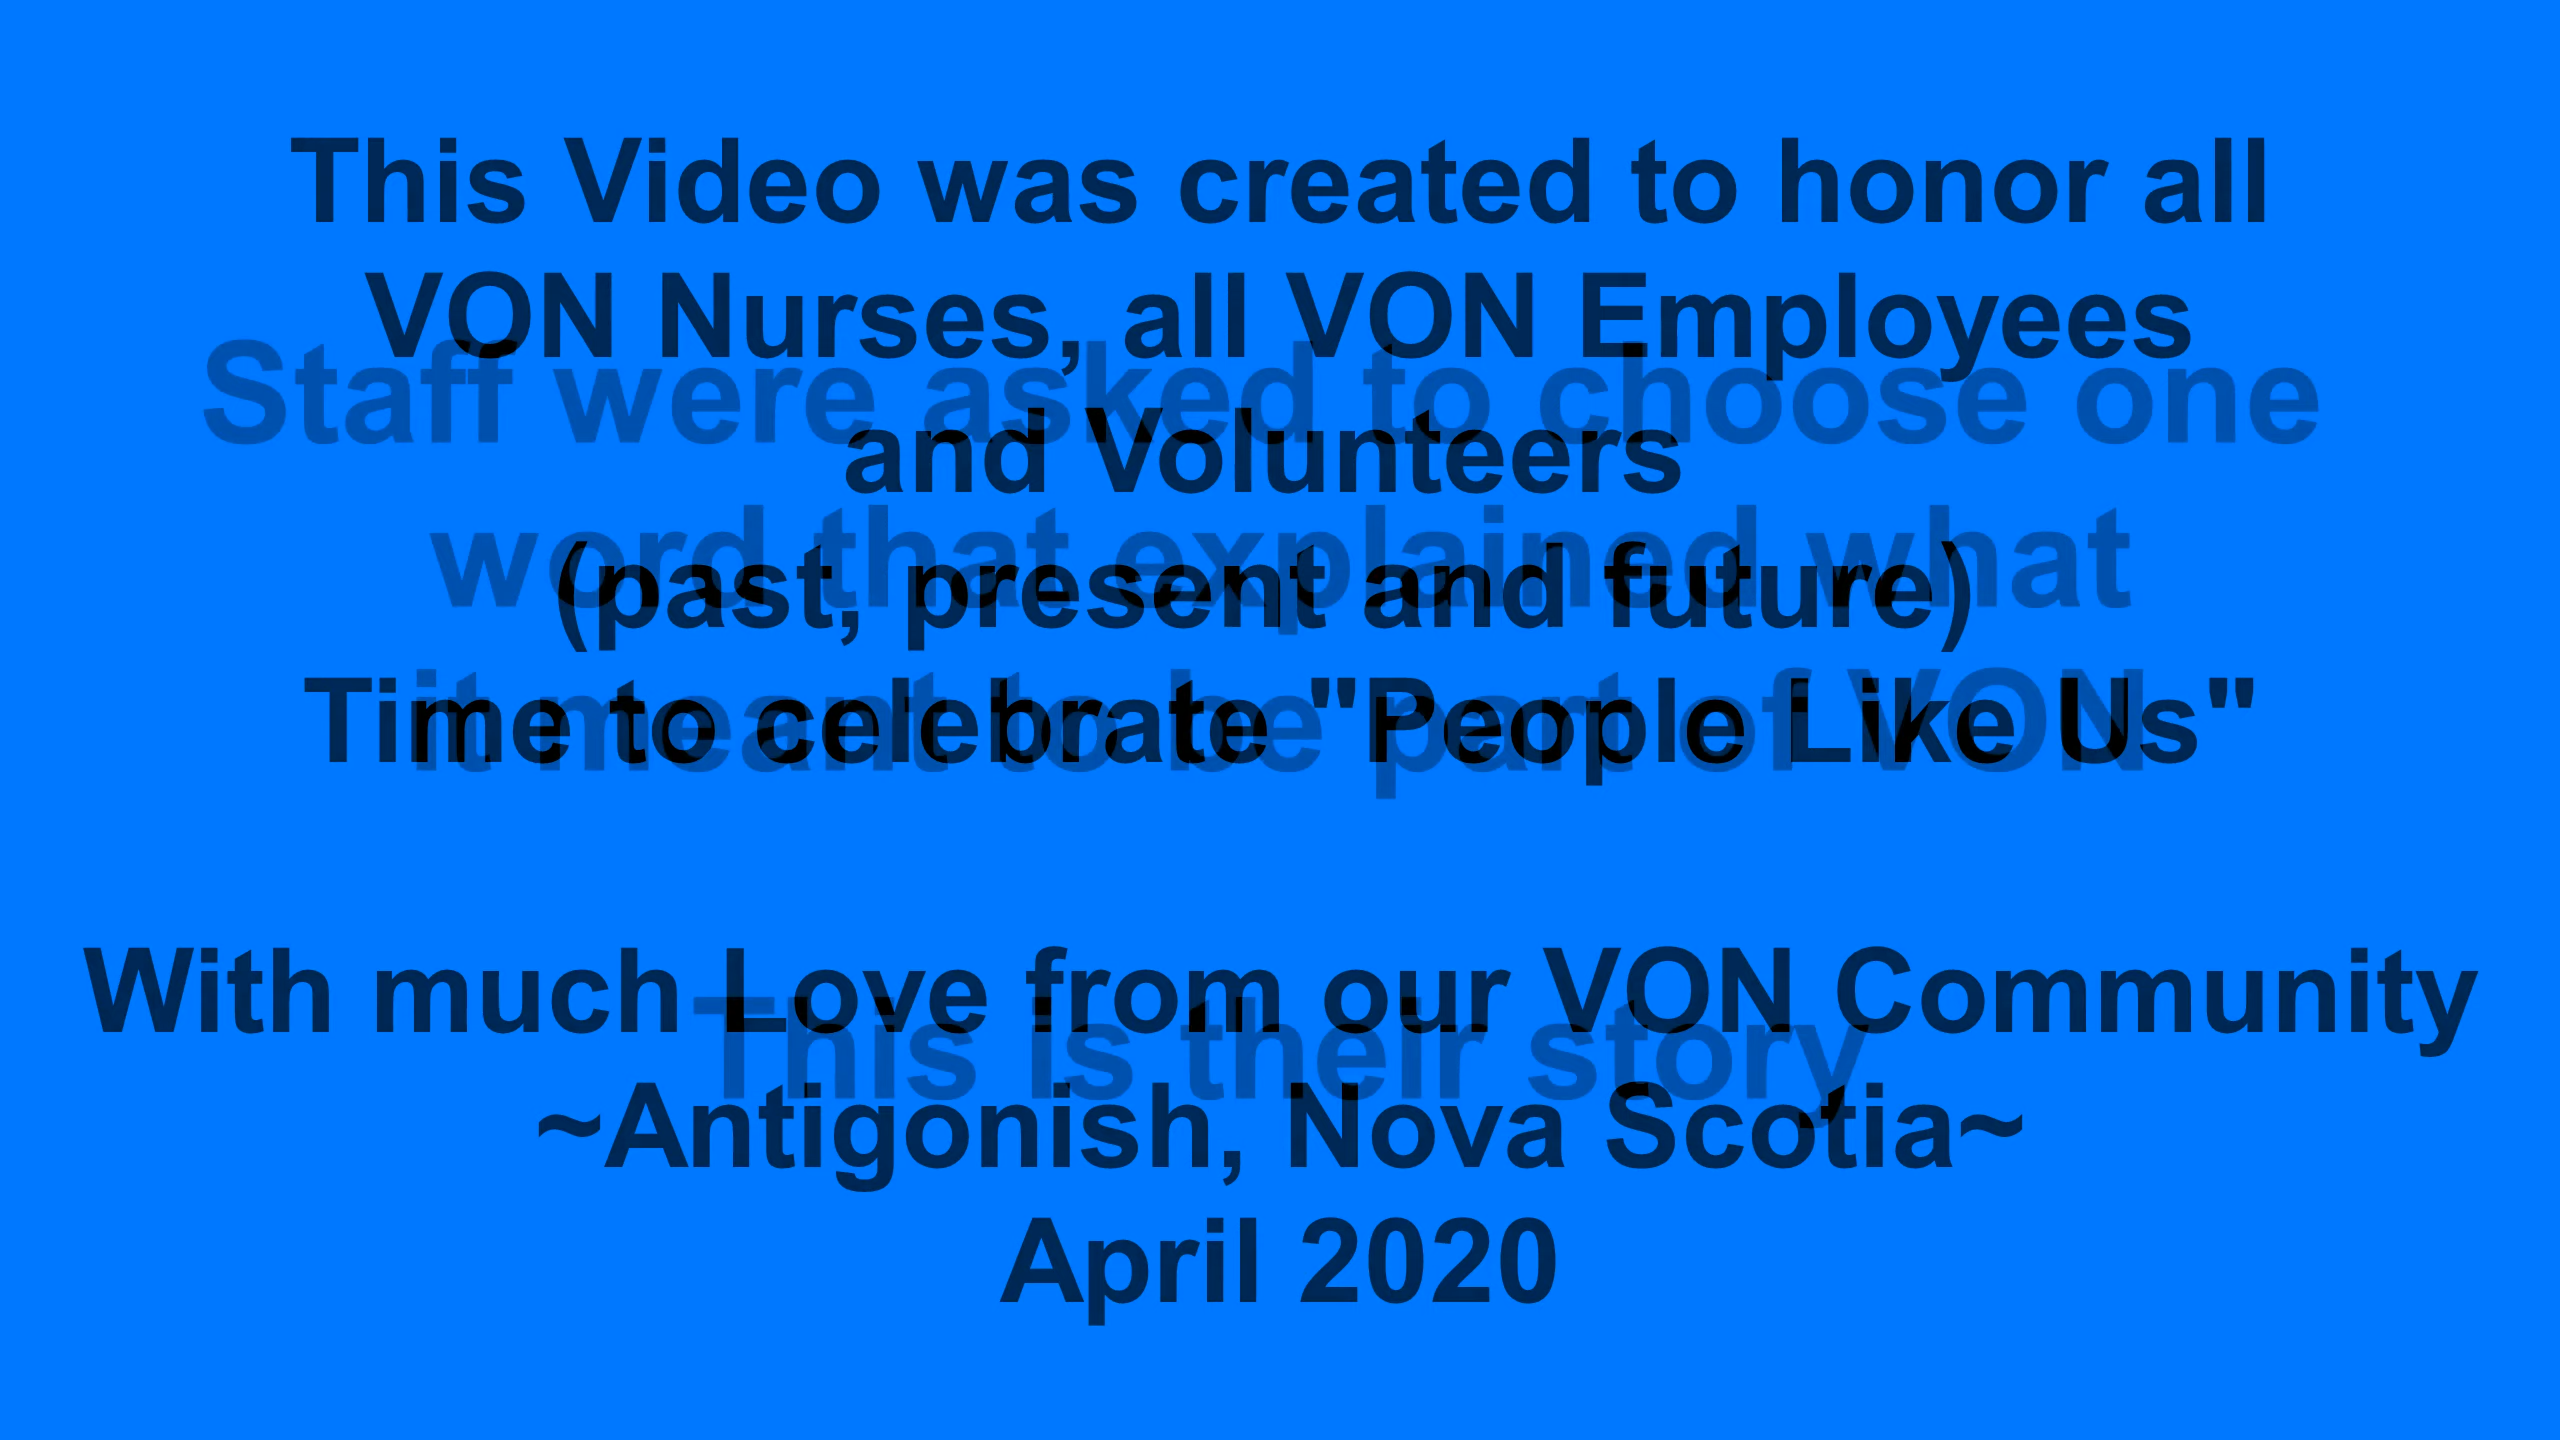 This Video was created to honor all
VON Nurses, all VON Employees
and Volunteers
(past, present and future)
Time to celebrate "People Like Us"
With much Love from our VON Community
~Antigonish, Nova Scotia~
April 2020
Staff were asked to choose one
word that explained what
it meant to be part of VON
This is their story